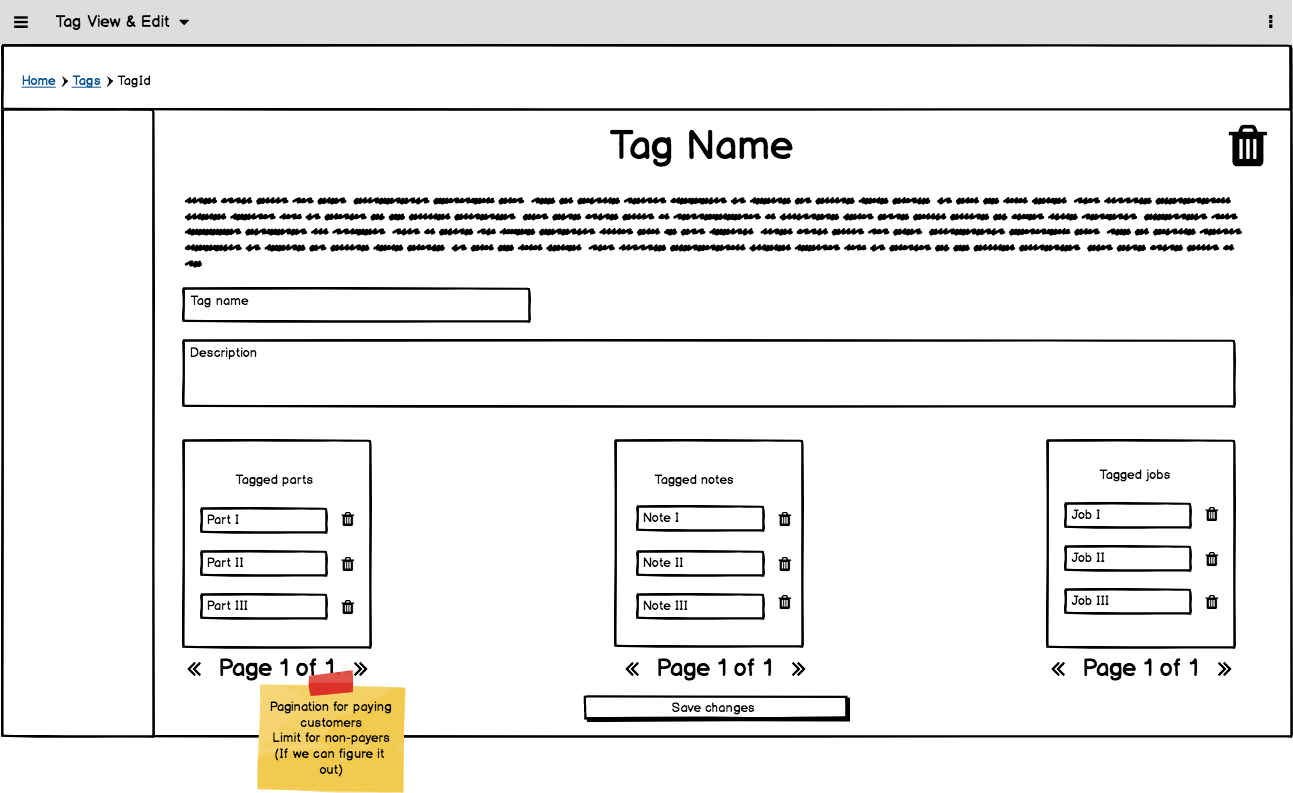 Tag View & Edit
Home > Tags > TagId
Tag Name
Tag name
Description
Tagged parts
Part I
Part II
Part III
« Page 1 of 1 »
Tagged notes
Note I
Note II
Note III
« Page 1 of 1 »
Tagged jobs
Job I
Job II
Job III
« Page 1 of 1 »
Pagination for paying
customers
Limit for non-payers
(If we can figure it
out)
Save changes